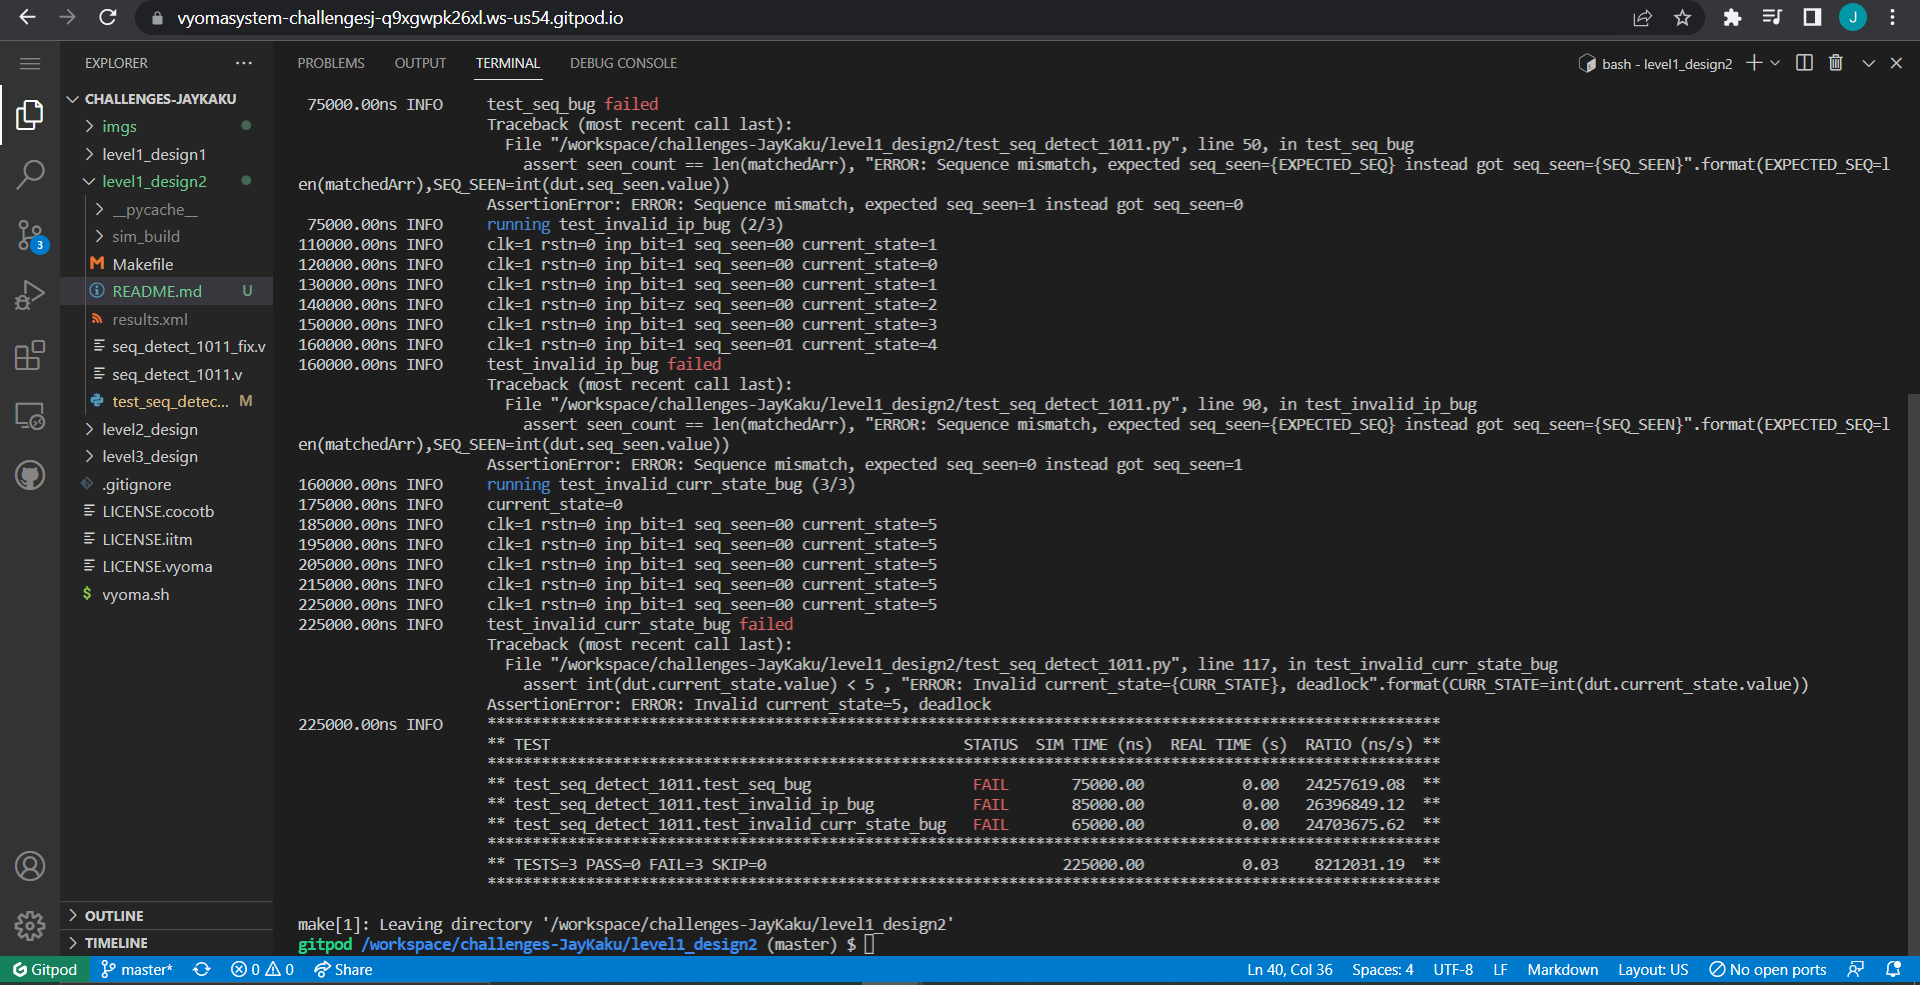 vyomasystem-challengesj-q9xgwpk26xl.ws-us54.gitpod.io
J
EXPLORER
CHALLENGES-JAYKAKU
imgs
level1_design1
level1_design2
__pycache__
sim_build
M Makefile
README.md U
results.xml
seq_detect_1011_fix.v
seq_detect_1011.v
test_seq_detec... M
level2_design
level3_design
.gitignore
LICENSE.cocotb
LICENSE.iitm
LICENSE.vyoma
$ vyoma.sh
OUTLINE
TIMELINE
3
PROBLEMS OUTPUT TERMINAL DEBUG CONSOLE
bash - level1_design2
75000.00ns INFO test_seq_bug failed
Traceback (most recent call last):
File "/workspace/challenges-JayKaku/level1_design2/test_seq_detect_1011.py", line 50, in test_seq_bug
assert seen_count == len(matchedArr), "ERROR: Sequence mismatch, expected seq_seen={EXPECTED_SEQ} instead got seq_seen={SEQ_SEEN}".format(EXPECTED_SEQ=l
en(matchedArr),SEQ_SEEN=int(dut.seq_seen.value))
AssertionError: ERROR: Sequence mismatch, expected seq_seen=1 instead got seq_seen=0
75000.00ns INFO running test_invalid_ip_bug (2/3)
110000.00ns INFO clk=1 rstn=0 inp_bit=1 seq_seen=00 current_state=1
120000.00ns INFO clk=1 rstn=0 inp_bit=1 seq_seen=00 current_state=0
130000.00ns INFO clk=1 rstn=0 inp_bit=1 seq_seen=00 current_state=1
140000.00ns INFO clk=1 rstn=0 inp_bit=z seq_seen=00 current_state=2
150000.00ns INFO clk=1 rstn=0 inp_bit=1 seq_seen=00 current_state=3
160000.00ns INFO clk=1 rstn=0 inp_bit=1 seq_seen=01 current_state=4
160000.00ns INFO test_invalid_ip_bug failed
Traceback (most recent call last):
File "/workspace/challenges-JayKaku/level1_design2/test_seq_detect_1011.py", line 90, in test_invalid_ip_bug
assert seen_count == len(matchedArr), "ERROR: Sequence mismatch, expected seq_seen={EXPECTED_SEQ} instead got seq_seen={SEQ_SEEN}".format(EXPECTED_SEQ=l
en(matchedArr),SEQ_SEEN=int(dut.seq_seen.value))
AssertionError: ERROR: Sequence mismatch, expected seq_seen=0 instead got seq_seen=1
160000.00ns INFO running test_invalid_curr_state_bug (3/3)
175000.00ns INFO current_state=0
185000.00ns INFO clk=1 rstn=0 inp_bit=1 seq_seen=00 current_state=5
195000.00ns INFO clk=1 rstn=0 inp_bit=1 seq_seen=00 current_state=5
205000.00ns INFO clk=1 rstn=0 inp_bit=1 seq_seen=00 current_state=5
215000.00ns INFO clk=1 rstn=0 inp_bit=1 seq_seen=00 current_state=5
225000.00ns INFO clk=1 rstn=0 inp_bit=1 seq_seen=00 current_state=5
225000.00ns INFO test_invalid_curr_state_bug failed
Traceback (most recent call last):
File "/workspace/challenges-JayKaku/level1_design2/test_seq_detect_1011.py", line 117, in test_invalid_curr_state_bug
assert int(dut.current_state.value) < 5 , "ERROR: Invalid current_state={CURR_STATE}, deadlock".format(CURR_STATE=int(dut.current_state.value))
AssertionError: ERROR: Invalid current_state=5, deadlock
225000.00ns INFO **********************************************************************************************************
** TEST STATUS SIM TIME (ns) REAL TIME (s) RATIO (ns/s) **
**********************************************************************************************************
** test_seq_detect_1011.test_seq_bug FAIL 75000.00 0.00 24257619.08 **
** test_seq_detect_1011.test_invalid_ip_bug FAIL 85000.00 0.00 26396849.12 **
** test_seq_detect_1011.test_invalid_curr_state_bug FAIL 65000.00 0.00 24703675.62 **
**********************************************************************************************************
** TESTS=3 PASS=0 FAIL=3 SKIP=0 225000.00 0.03 8212031.19 **
**********************************************************************************************************
make[1]: Leaving directory '/workspace/challenges-JayKaku/level1_design2'
gitpod /workspace/challenges-JayKaku/level1_design2 (master) $
Gitpod master* 0 0 Share Ln 40, Col 36 Spaces: 4 UTF-8 LF Markdown Layout: US No open ports